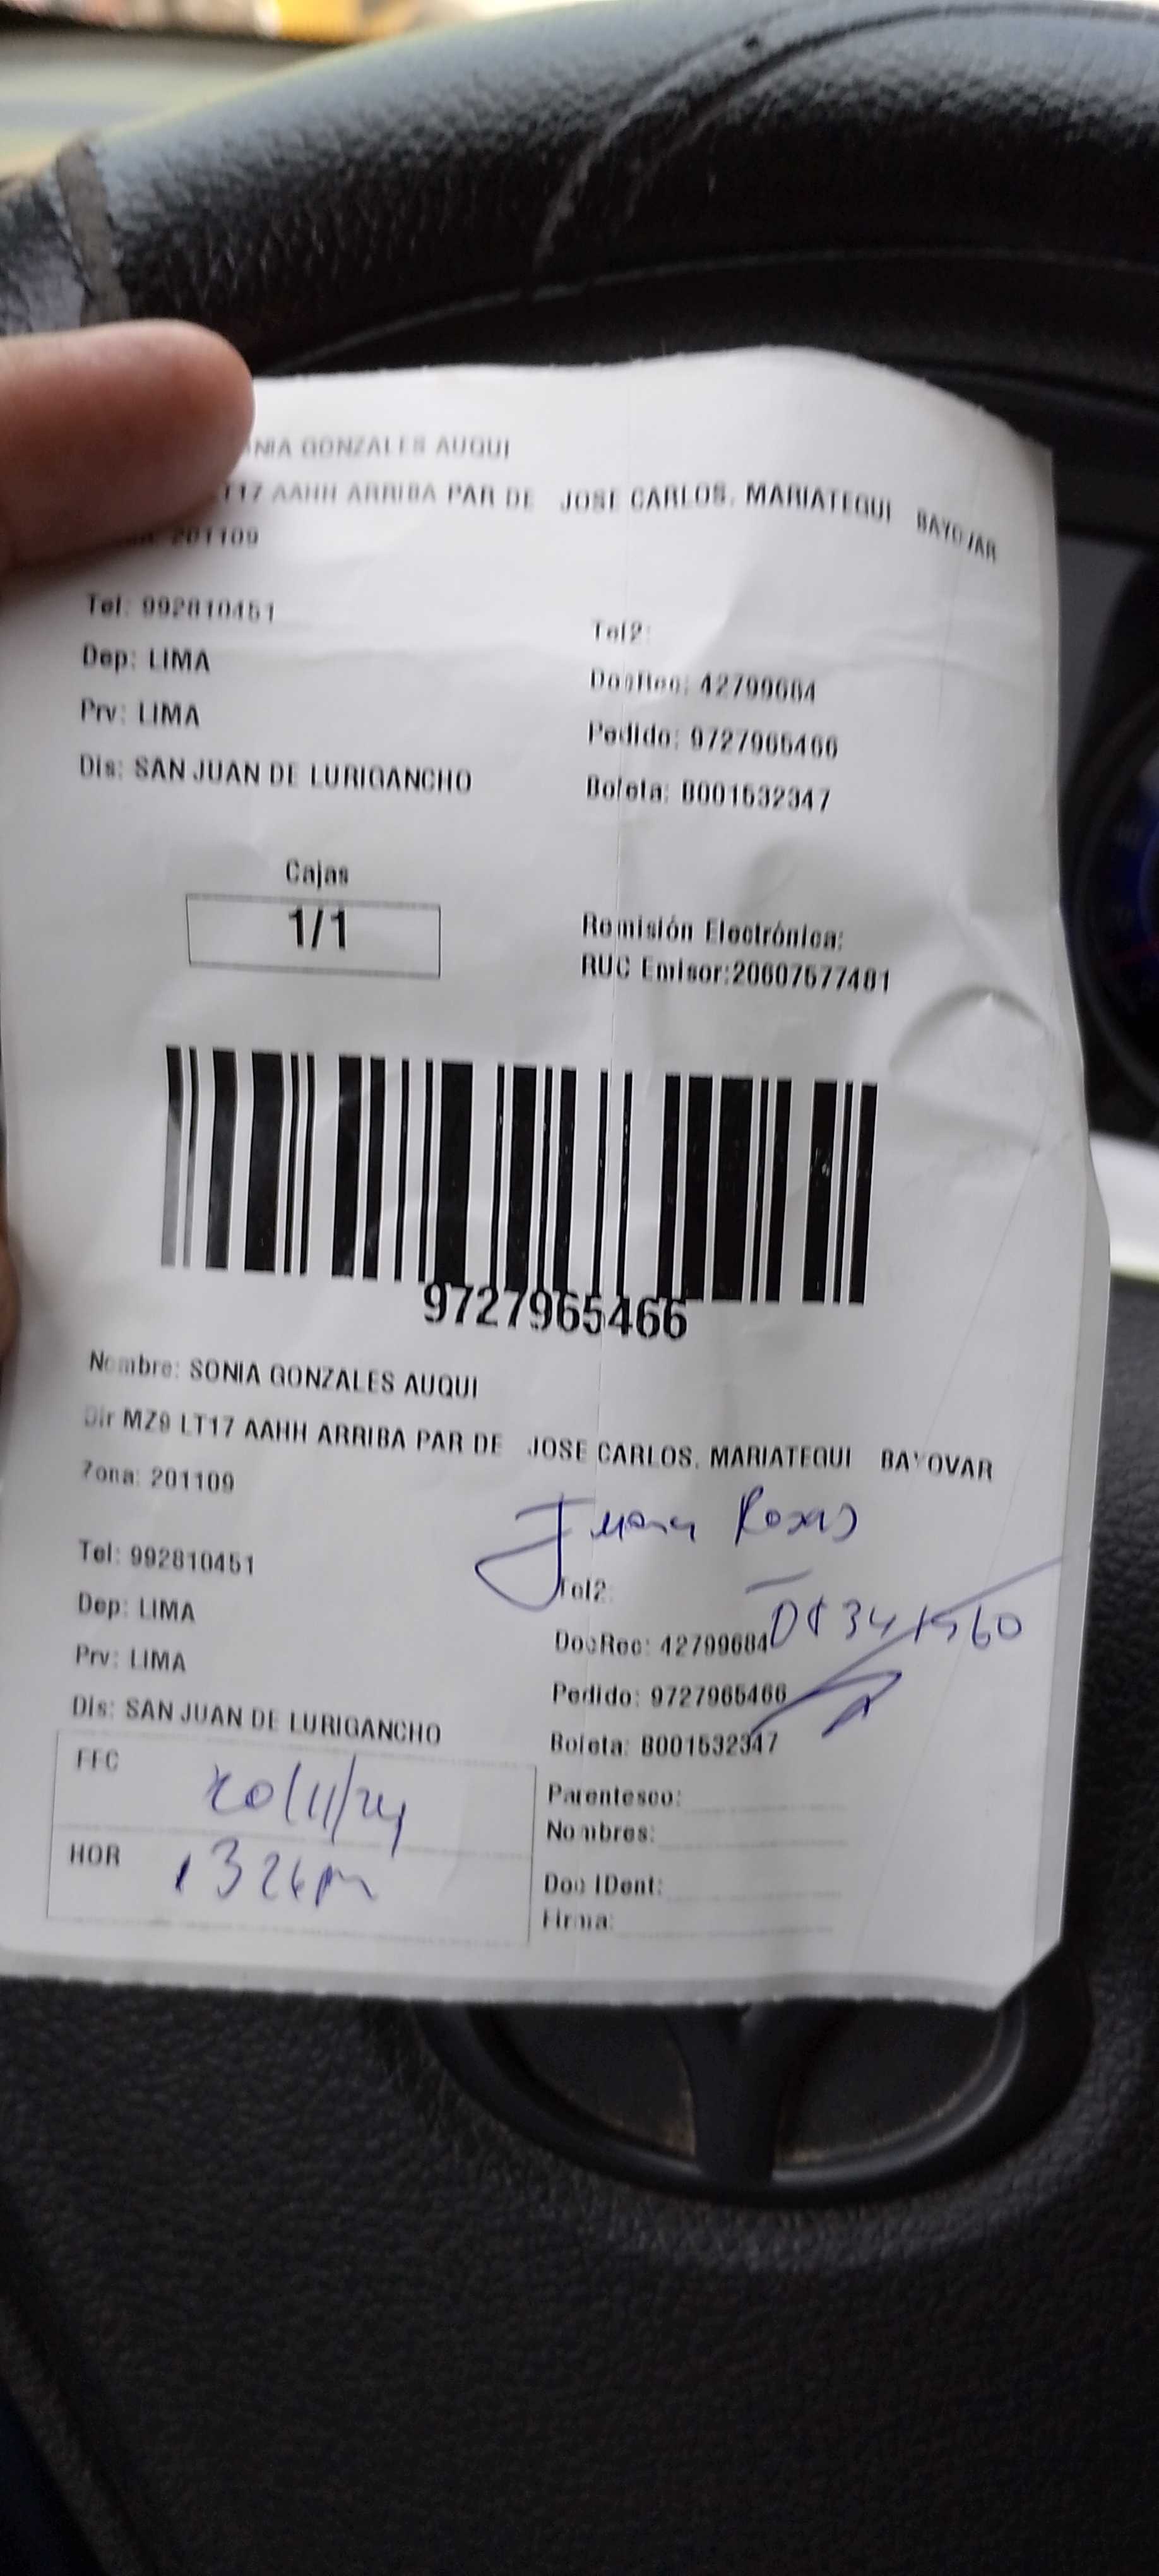 GONZALES AUQUI
LT17 AAHH ARRIBA PAR DE JOSE CARLOS. MARIATEGUI BAYOVAR
201109
Tel: 992810451
Tel2:
Dep: LIMA
DocRec: 42799684
Prv: LIMA
Pedido: 9727965466
Dis: SAN JUAN DE LURIGANCHO
Boleta: B001532347
Cajas
1/1
Remisión Electrónica:
RUC Emisor:20607577481
9727965466
Nombre: SONIA GONZALES AUQUI
Dir MZ9 LT17 AAHH ARRIBA PAR DE JOSE CARLOS. MARIATEGUI BAYOVAR
Zona: 201109
Rosas
Tel: 992810451
Tel2:
Dep: LIMA
DocRec: 42799684
Prv: LIMA
Pedido: 9727965466
Dis: SAN JUAN DE LURIGANCHO
Boleta: B001532347
FFC 20/11/24
Parentesco:
Nombres:
HOR
Doc IDent:
Firma: